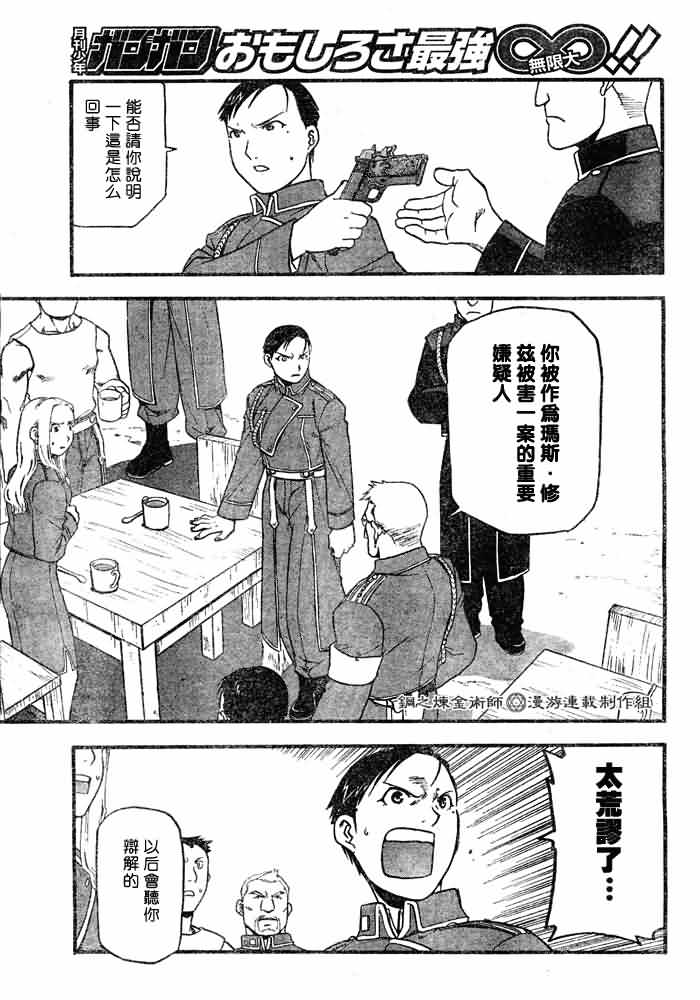 月刊少年
ガンガン おもしろさ最強 ∞ 無限大 !!
能否請你說明
一下這是怎么
回事
你被作爲瑪斯·修
茲被害一案的重要
嫌疑人
鋼之煉金術師 漫游連載制作組
太荒謬了…
以后會聽你
辯解的